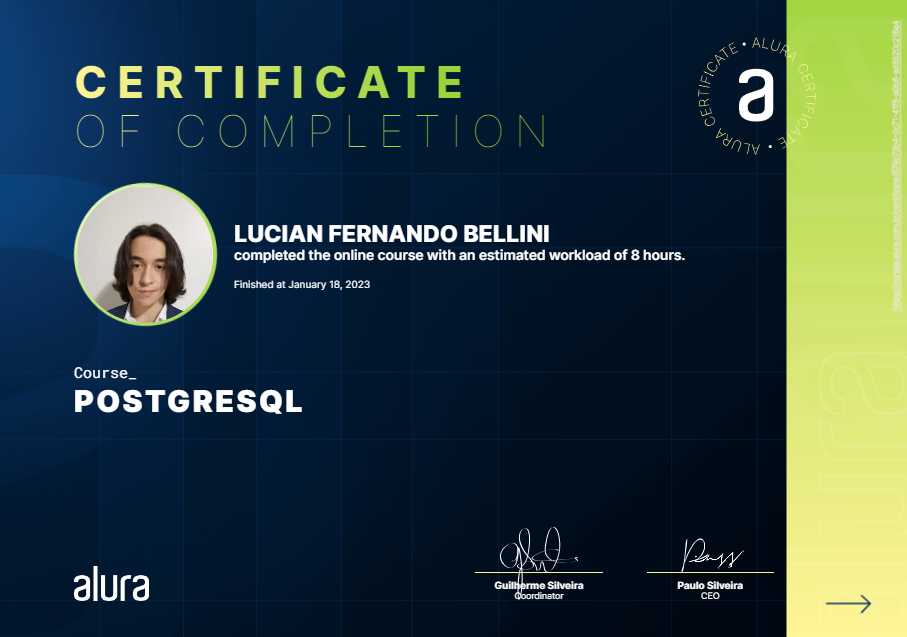 CERTIFICATE
OF COMPLETION
ALURA CERTIFICATE • ALURA CERTIFICATE •
a
LUCIAN FERNANDO BELLINI
completed the online course with an estimated workload of 8 hours.
Finished at January 18, 2023
Course_
POSTGRESQL
alura
Guilherme Silveira
Coordinator
Paulo Silveira
CEO
alura